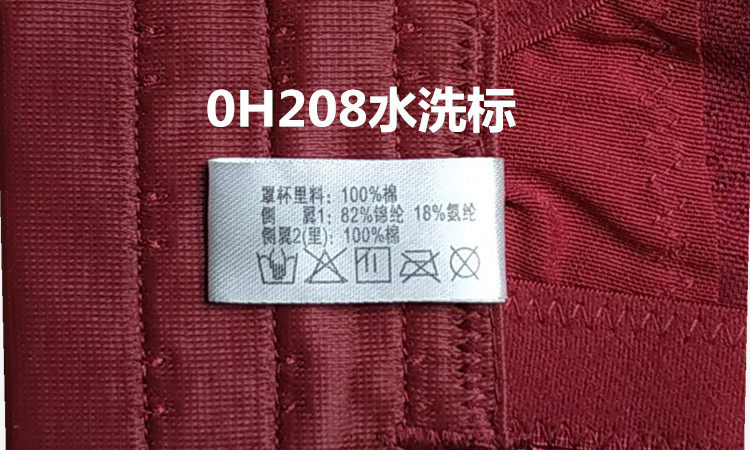 0H208水洗标
罩杯里料: 100%棉
侧 翼1: 82%锦纶 18%氨纶
侧翼2(里): 100%棉